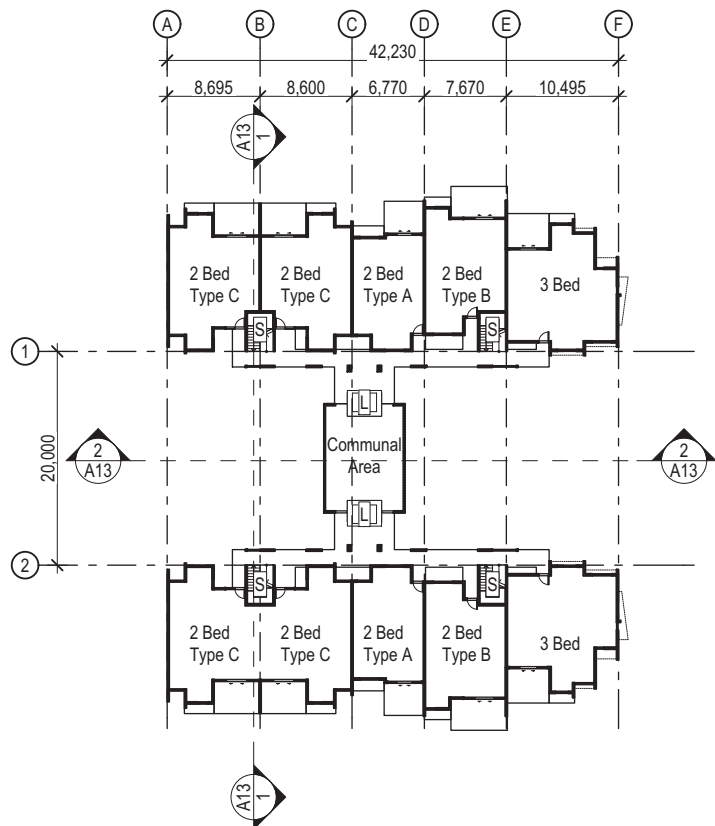 A B C D E F
42,230
8,695 8,600 6,770 7,670 10,495
A13
1
2 Bed
Type C
2 Bed
Type C
2 Bed
Type A
2 Bed
Type B
3 Bed
S
S
1
L
2
A13
20,000
Communal
Area
2
A13
L
2
S
S
2 Bed
Type C
2 Bed
Type C
2 Bed
Type A
2 Bed
Type B
3 Bed
A13
1